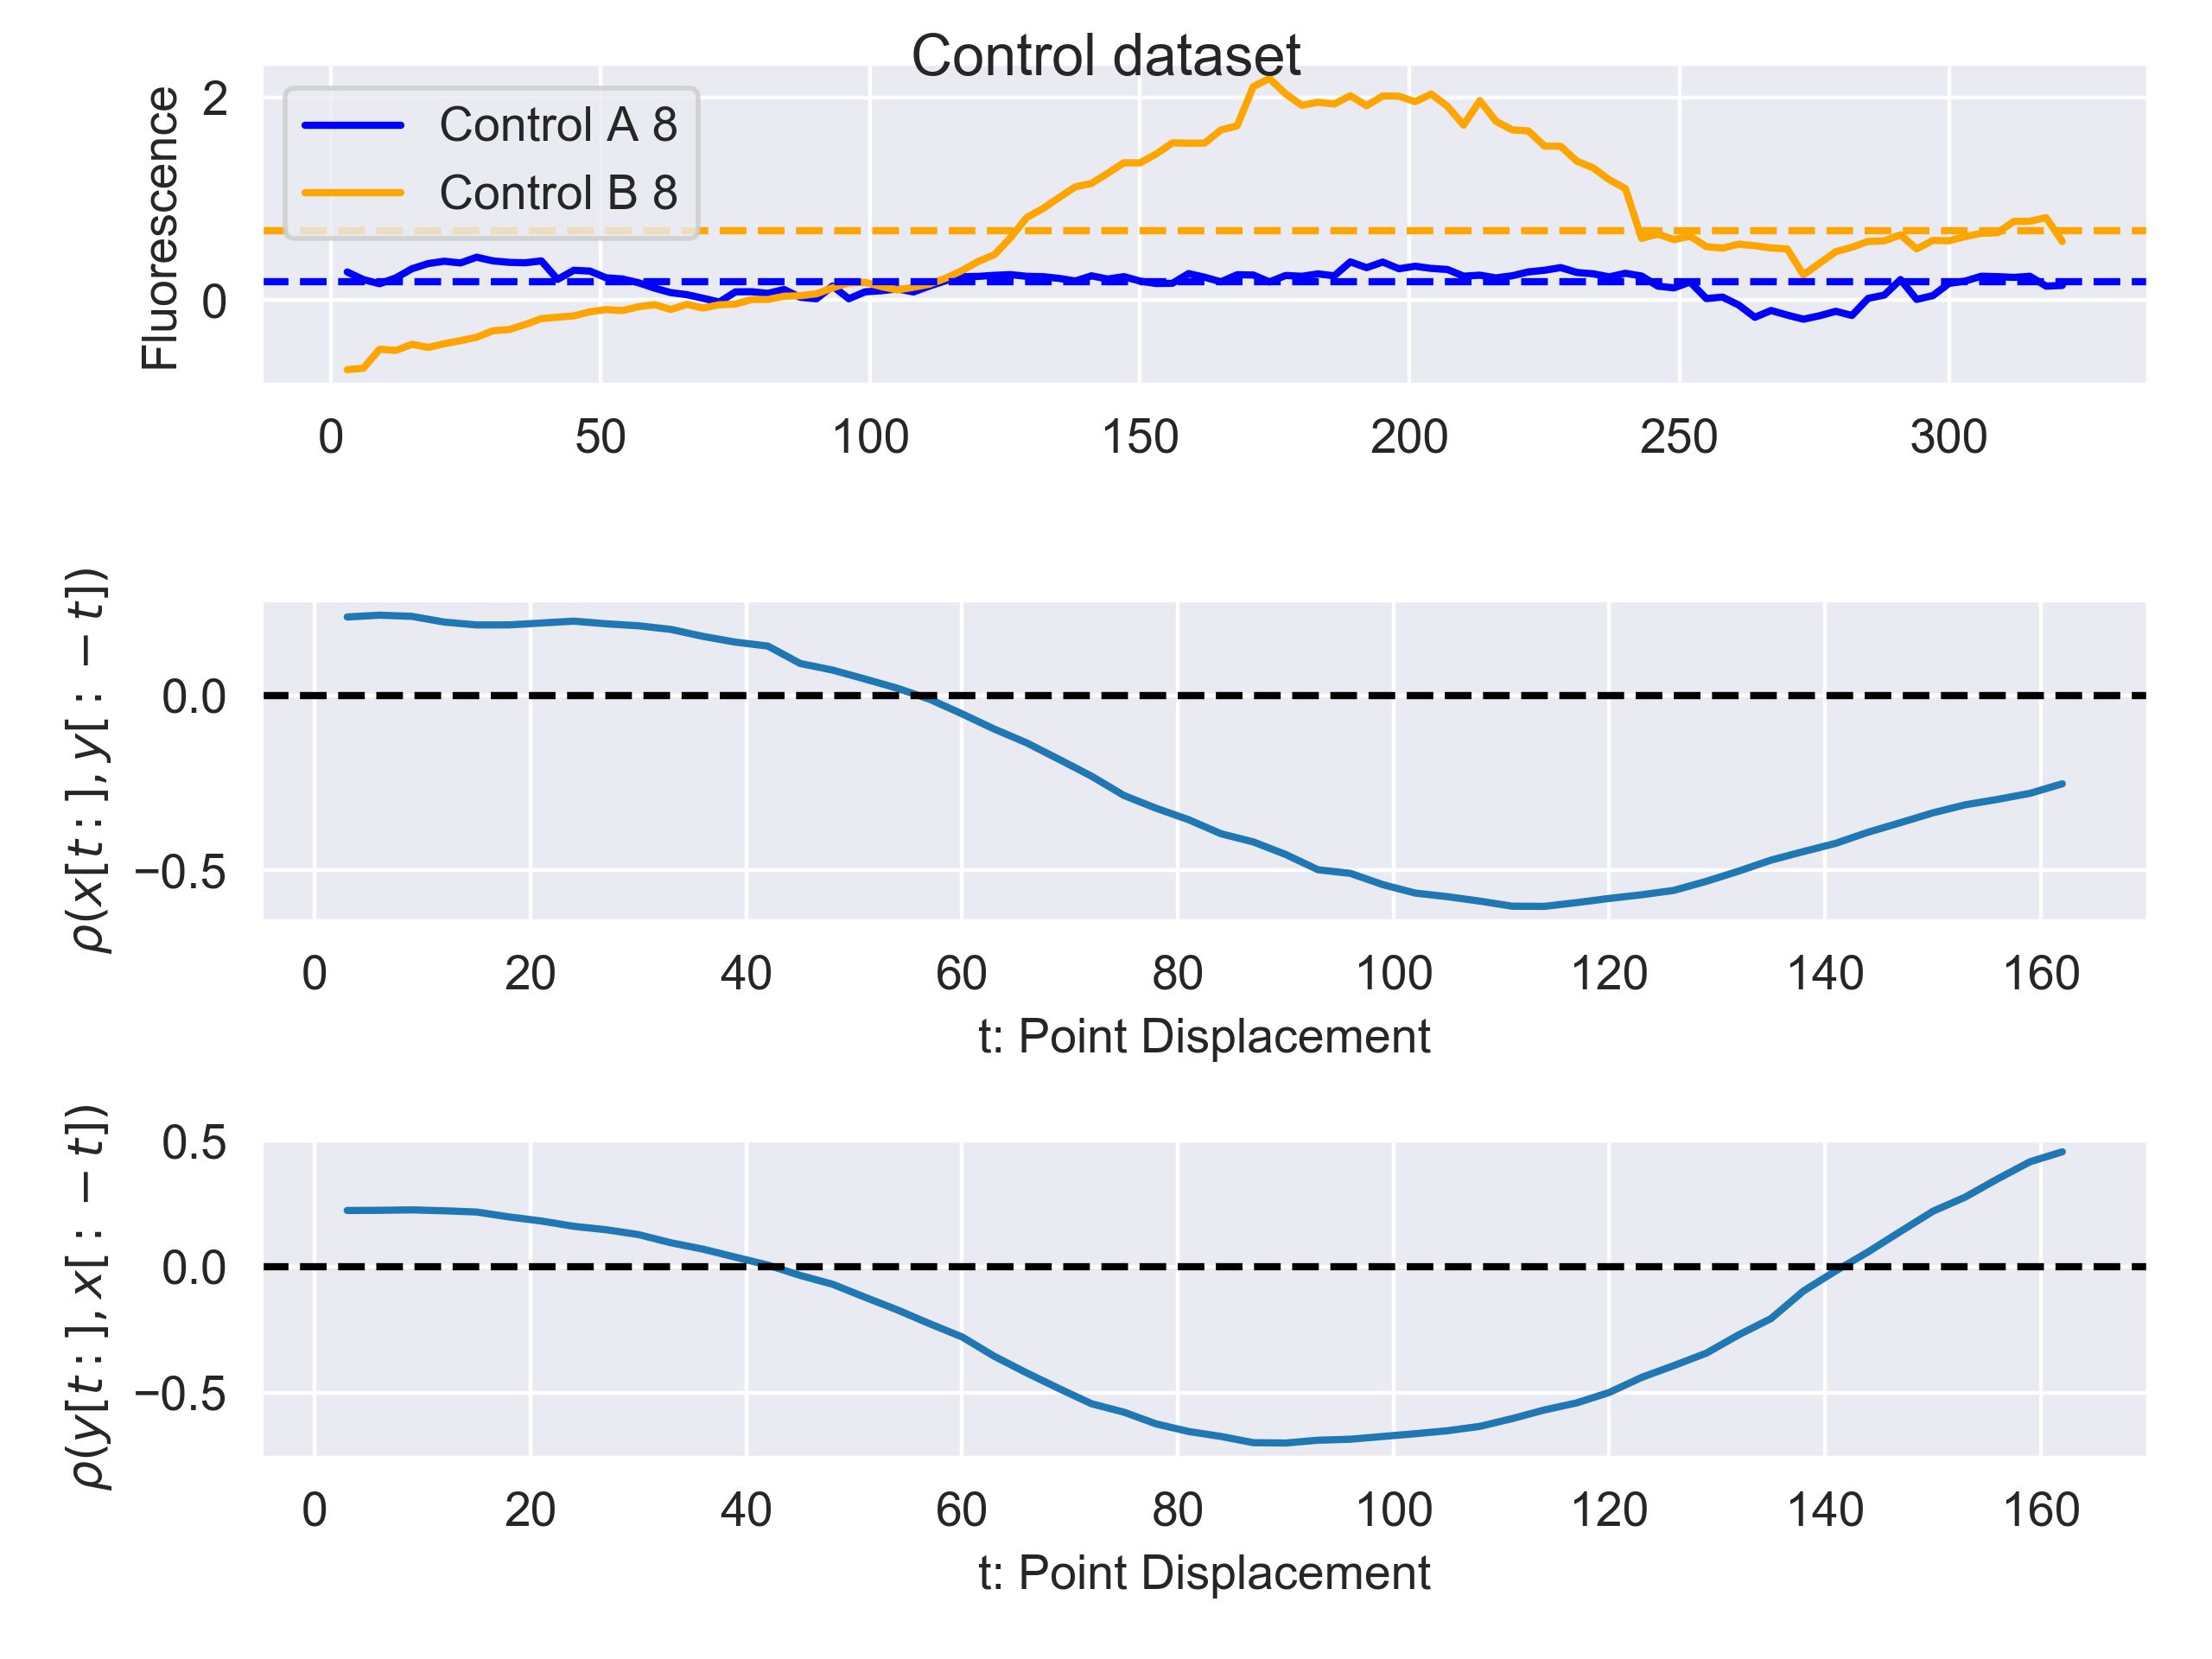 Control dataset
Fluorescence
2
0
Control A 8
Control B 8
0 50 100 150 200 250 300
ρ(x[t:], y[: − t])
0.0
−0.5
0 20 40 60 80 100 120 140 160
t: Point Displacement
ρ(y[t:], x[: − t])
0.5
0.0
−0.5
0 20 40 60 80 100 120 140 160
t: Point Displacement